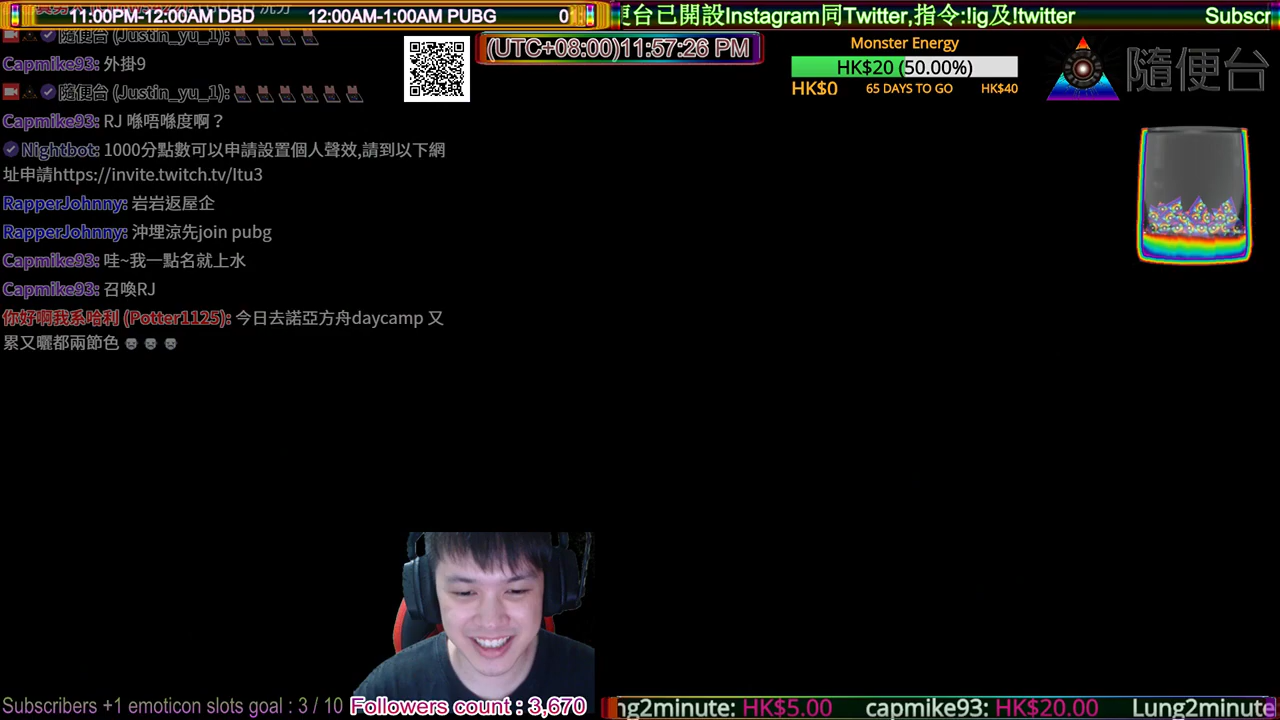 11:00PM-12:00AM DBD 12:00AM-1:00AM PUBG 0
台已開設Instagram同Twitter,指令:!ig及!twitter Subscr
隨便台 (Justin_yu_1):
(UTC+08:00)11:57:26 PM
Monster Energy
HK$20 (50.00%)
HK$0 65 DAYS TO GO HK$40
隨便台
Capmike93: 外掛9
隨便台 (Justin_yu_1):
Capmike93: RJ 喺唔喺度啊？
Nightbot: 1000分點數可以申請設置個人聲效,請到以下網
址申請https://invite.twitch.tv/Itu3
RapperJohnny: 岩岩返屋企
RapperJohnny: 沖埋涼先join pubg
Capmike93: 哇~我一點名就上水
Capmike93: 召喚RJ
你好啊我系哈利 (Potter1125): 今日去諾亞方舟daycamp 又
累又曬都兩節色
Subscribers +1 emoticon slots goal : 3 / 10
Followers count : 3,670
ng2minute: HK$5.00 capmike93: HK$20.00 Lung2minute